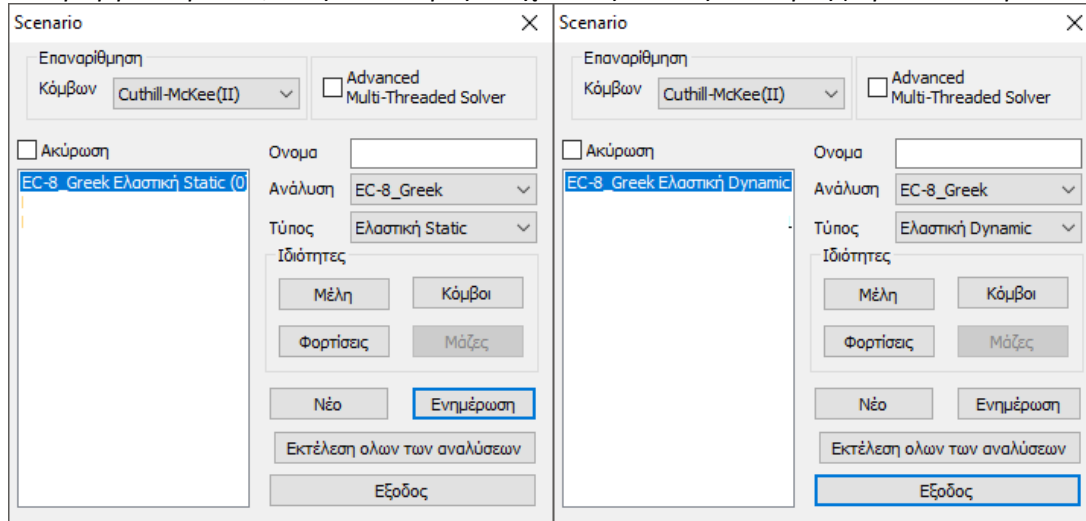 Scenario
Επαναρίθμηση
Κόμβων Cuthill-McKee(II)
Advanced
Multi-Threaded Solver
Ακύρωση
EC-8_Greek Ελαστική Static (0
Ονομα
Ανάλυση EC-8_Greek
Τύπος Ελαστική Static
Ιδιότητες
Μέλη Κόμβοι
Φορτίσεις Μάζες
Νέο Ενημέρωση
Εκτέλεση ολων των αναλύσεων
Εξοδος
Scenario
Επαναρίθμηση
Κόμβων Cuthill-McKee(II)
Advanced
Multi-Threaded Solver
Ακύρωση
EC-8_Greek Ελαστική Dynamic
Ονομα
Ανάλυση EC-8_Greek
Τύπος Ελαστική Dynamic
Ιδιότητες
Μέλη Κόμβοι
Φορτίσεις Μάζες
Νέο Ενημέρωση
Εκτέλεση ολων των αναλύσεων
Εξοδος